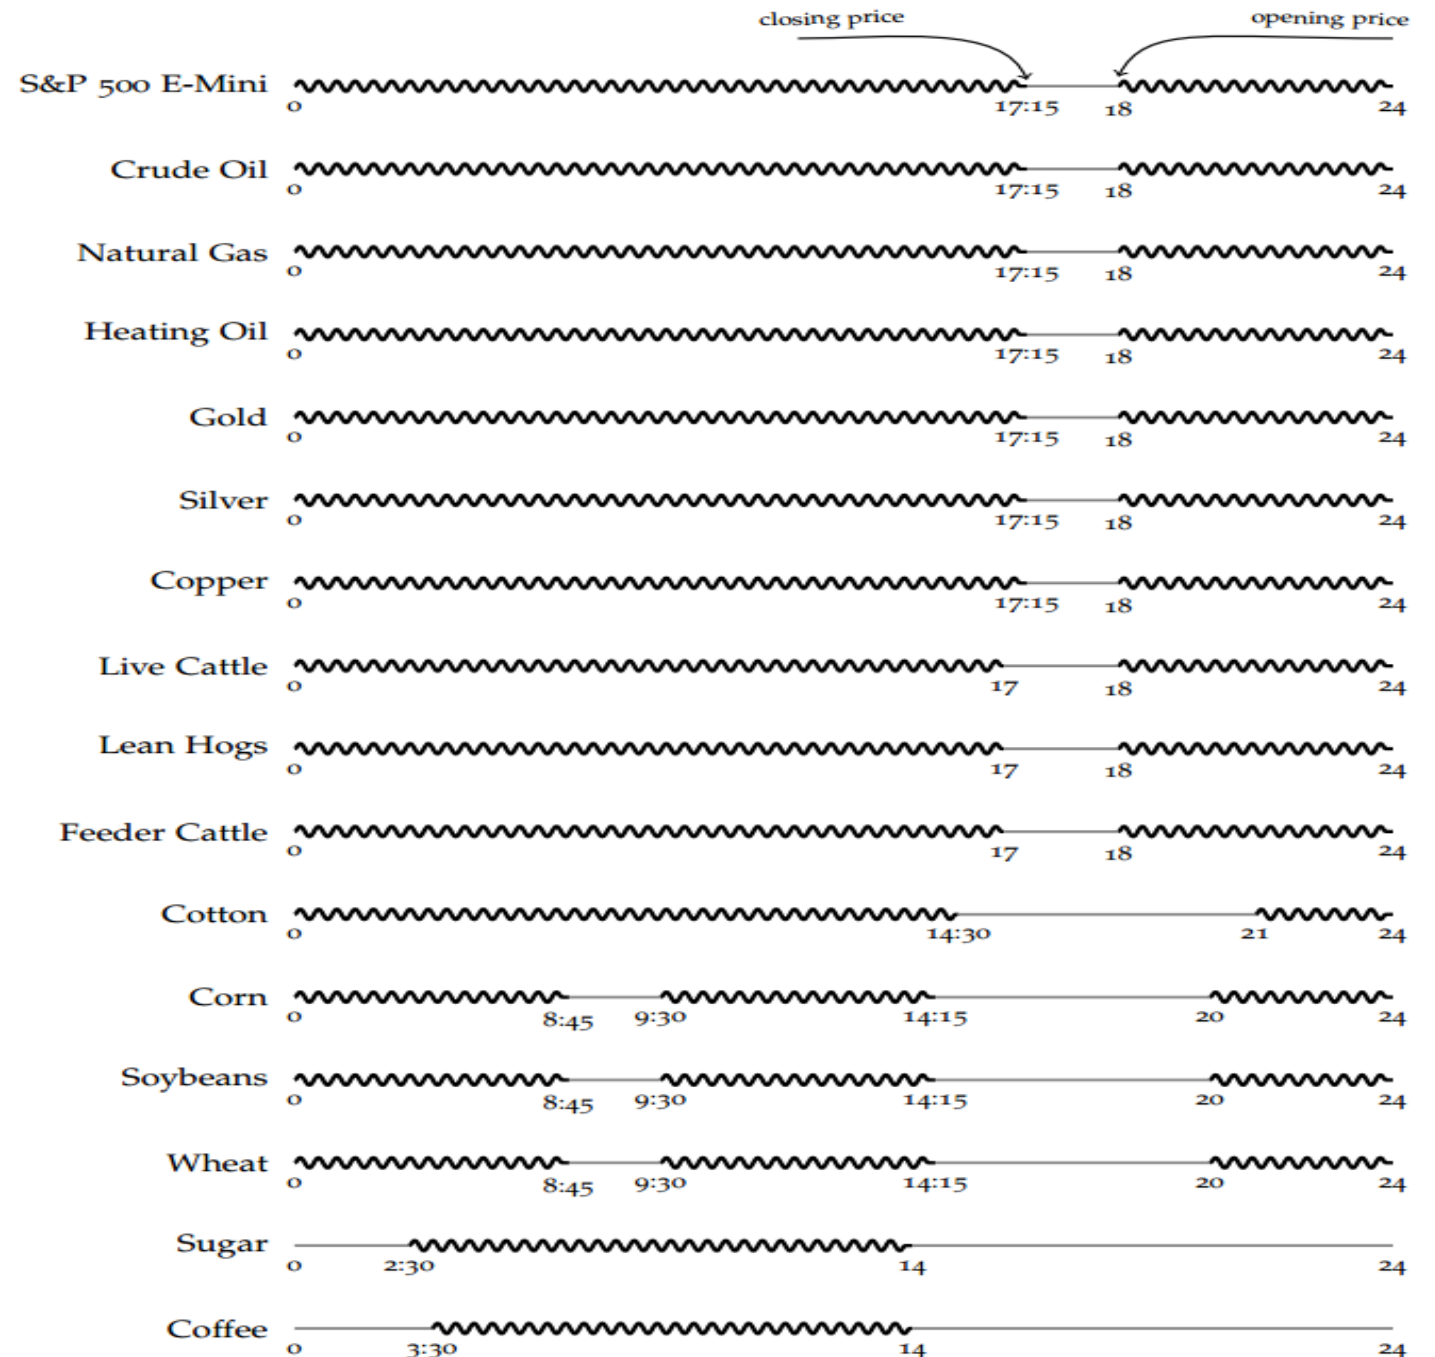 closing price opening price
S&P 500 E-Mini
0 17:15 18 24
Crude Oil
0 17:15 18 24
Natural Gas
0 17:15 18 24
Heating Oil
0 17:15 18 24
Gold
0 17:15 18 24
Silver
0 17:15 18 24
Copper
0 17:15 18 24
Live Cattle
0 17 18 24
Lean Hogs
0 17 18 24
Feeder Cattle
0 17 18 24
Cotton
0 14:30 21 24
Corn
0 8:45 9:30 14:15 20 24
Soybeans
0 8:45 9:30 14:15 20 24
Wheat
0 8:45 9:30 14:15 20 24
Sugar
0 2:30 14 24
Coffee
0 3:30 14 24